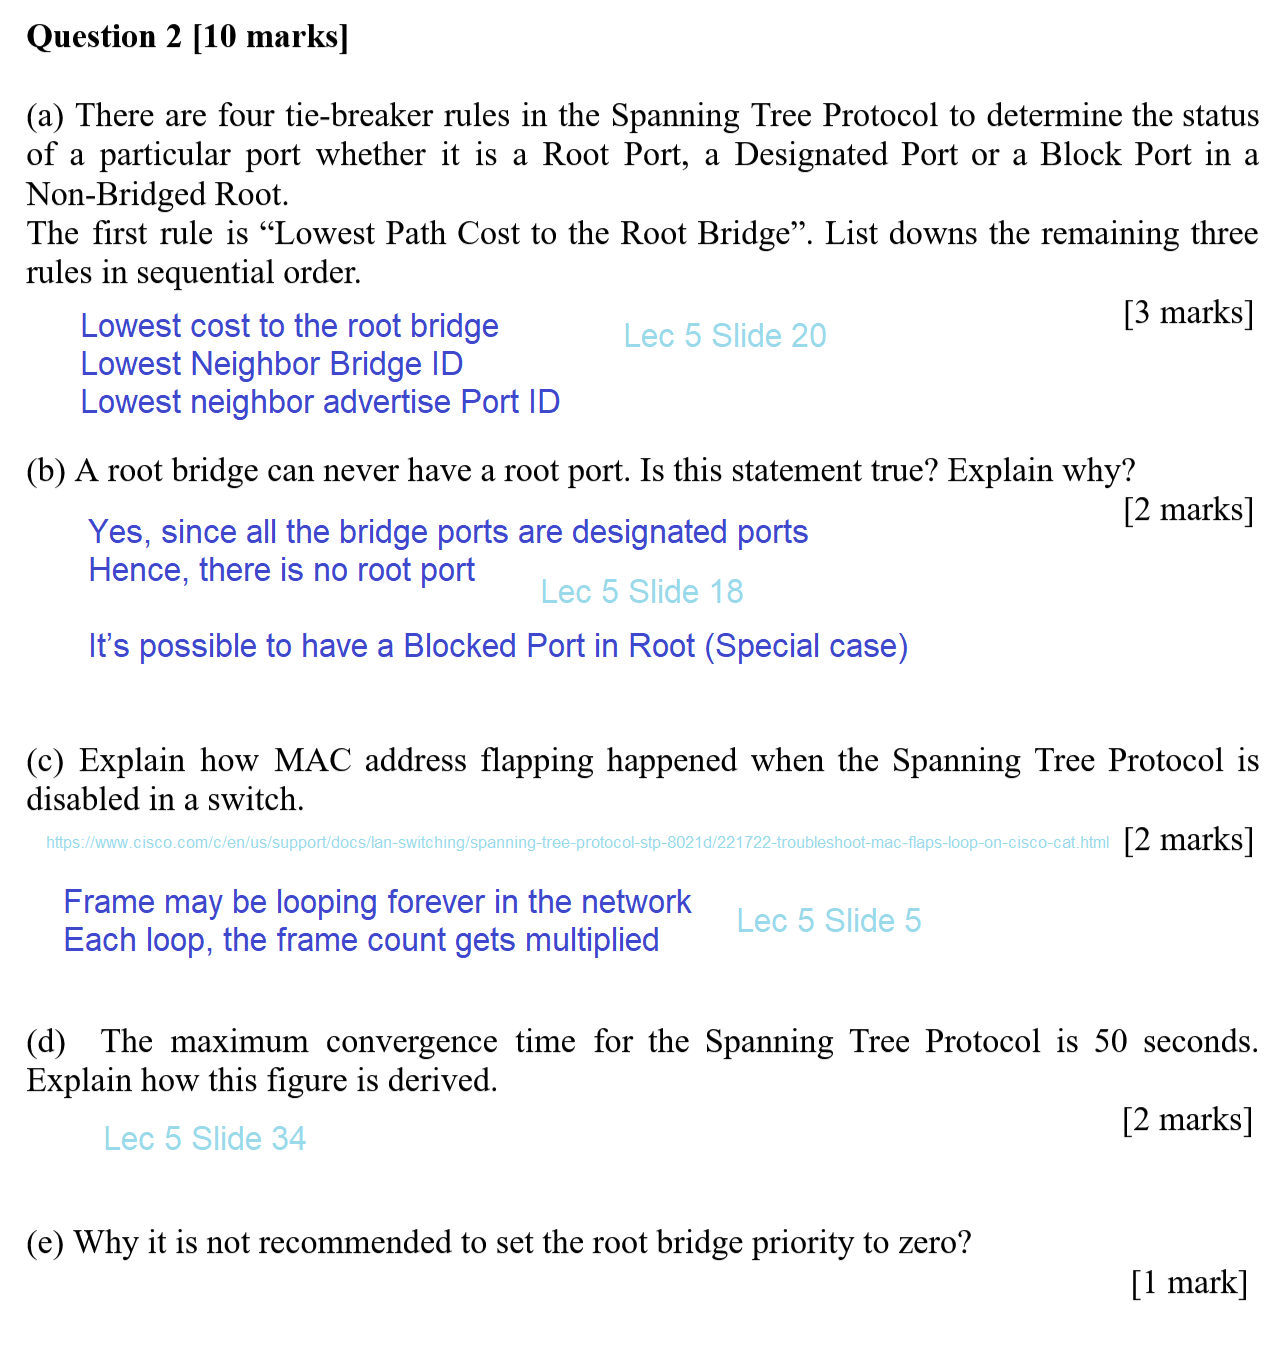 Question 2 [10 marks]
(a) There are four tie-breaker rules in the Spanning Tree Protocol to determine the status
of a particular port whether it is a Root Port, a Designated Port or a Block Port in a
Non-Bridged Root.
The first rule is “Lowest Path Cost to the Root Bridge”. List downs the remaining three
rules in sequential order.
[3 marks]
Lowest cost to the root bridge
Lec 5 Slide 20
Lowest Neighbor Bridge ID
Lowest neighbor advertise Port ID
(b) A root bridge can never have a root port. Is this statement true? Explain why?
[2 marks]
Yes, since all the bridge ports are designated ports
Hence, there is no root port
Lec 5 Slide 18
It’s possible to have a Blocked Port in Root (Special case)
(c) Explain how MAC address flapping happened when the Spanning Tree Protocol is
disabled in a switch.
https://www.cisco.com/c/en/us/support/docs/lan-switching/spanning-tree-protocol-stp-8021d/221722-troubleshoot-mac-flaps-loop-on-cisco-cat.html
[2 marks]
Frame may be looping forever in the network
Lec 5 Slide 5
Each loop, the frame count gets multiplied
(d) The maximum convergence time for the Spanning Tree Protocol is 50 seconds.
Explain how this figure is derived.
[2 marks]
Lec 5 Slide 34
(e) Why it is not recommended to set the root bridge priority to zero?
[1 mark]